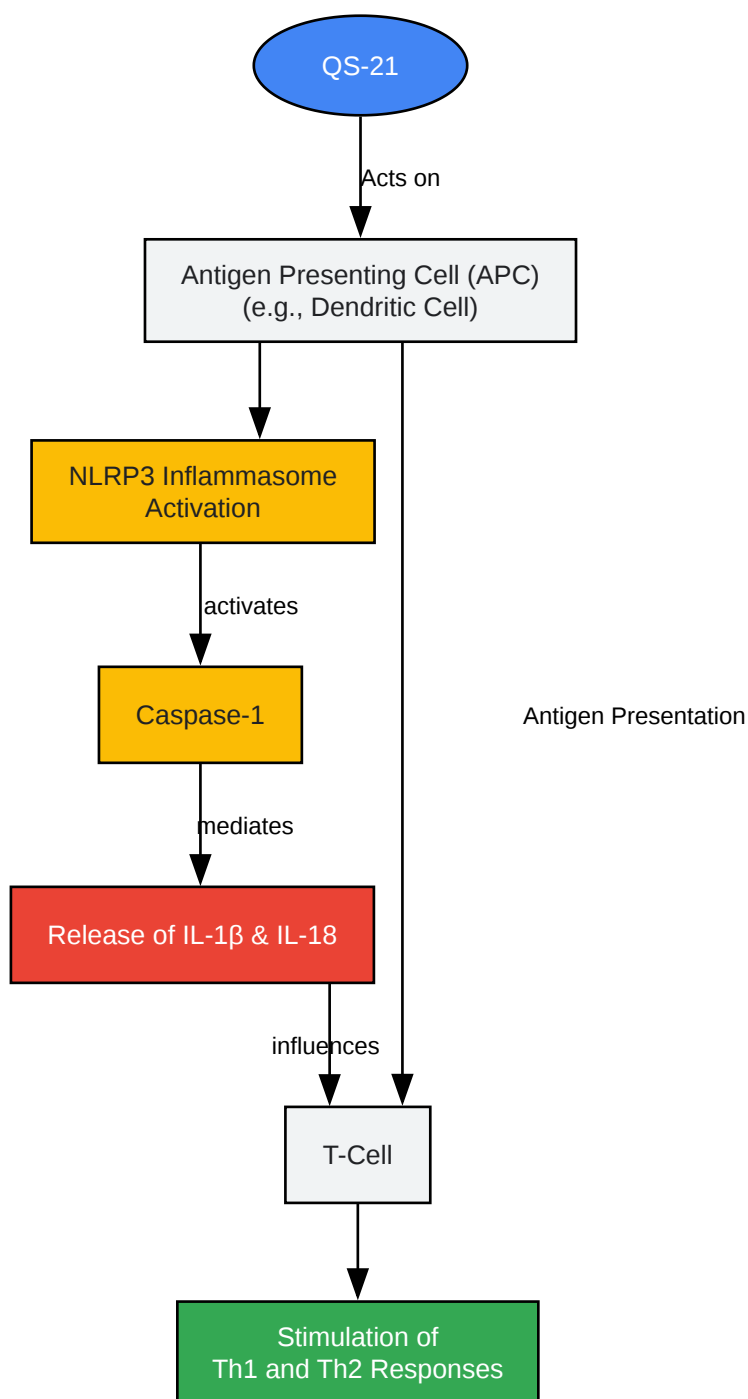 QS-21
Acts on
Antigen Presenting Cell (APC)
(e.g., Dendritic Cell)
NLRP3 Inflammasome
Activation
activates
Caspase-1
Antigen Presentation
mediates
Release of IL-1β & IL-18
influences
T-Cell
Stimulation of
Th1 and Th2 Responses